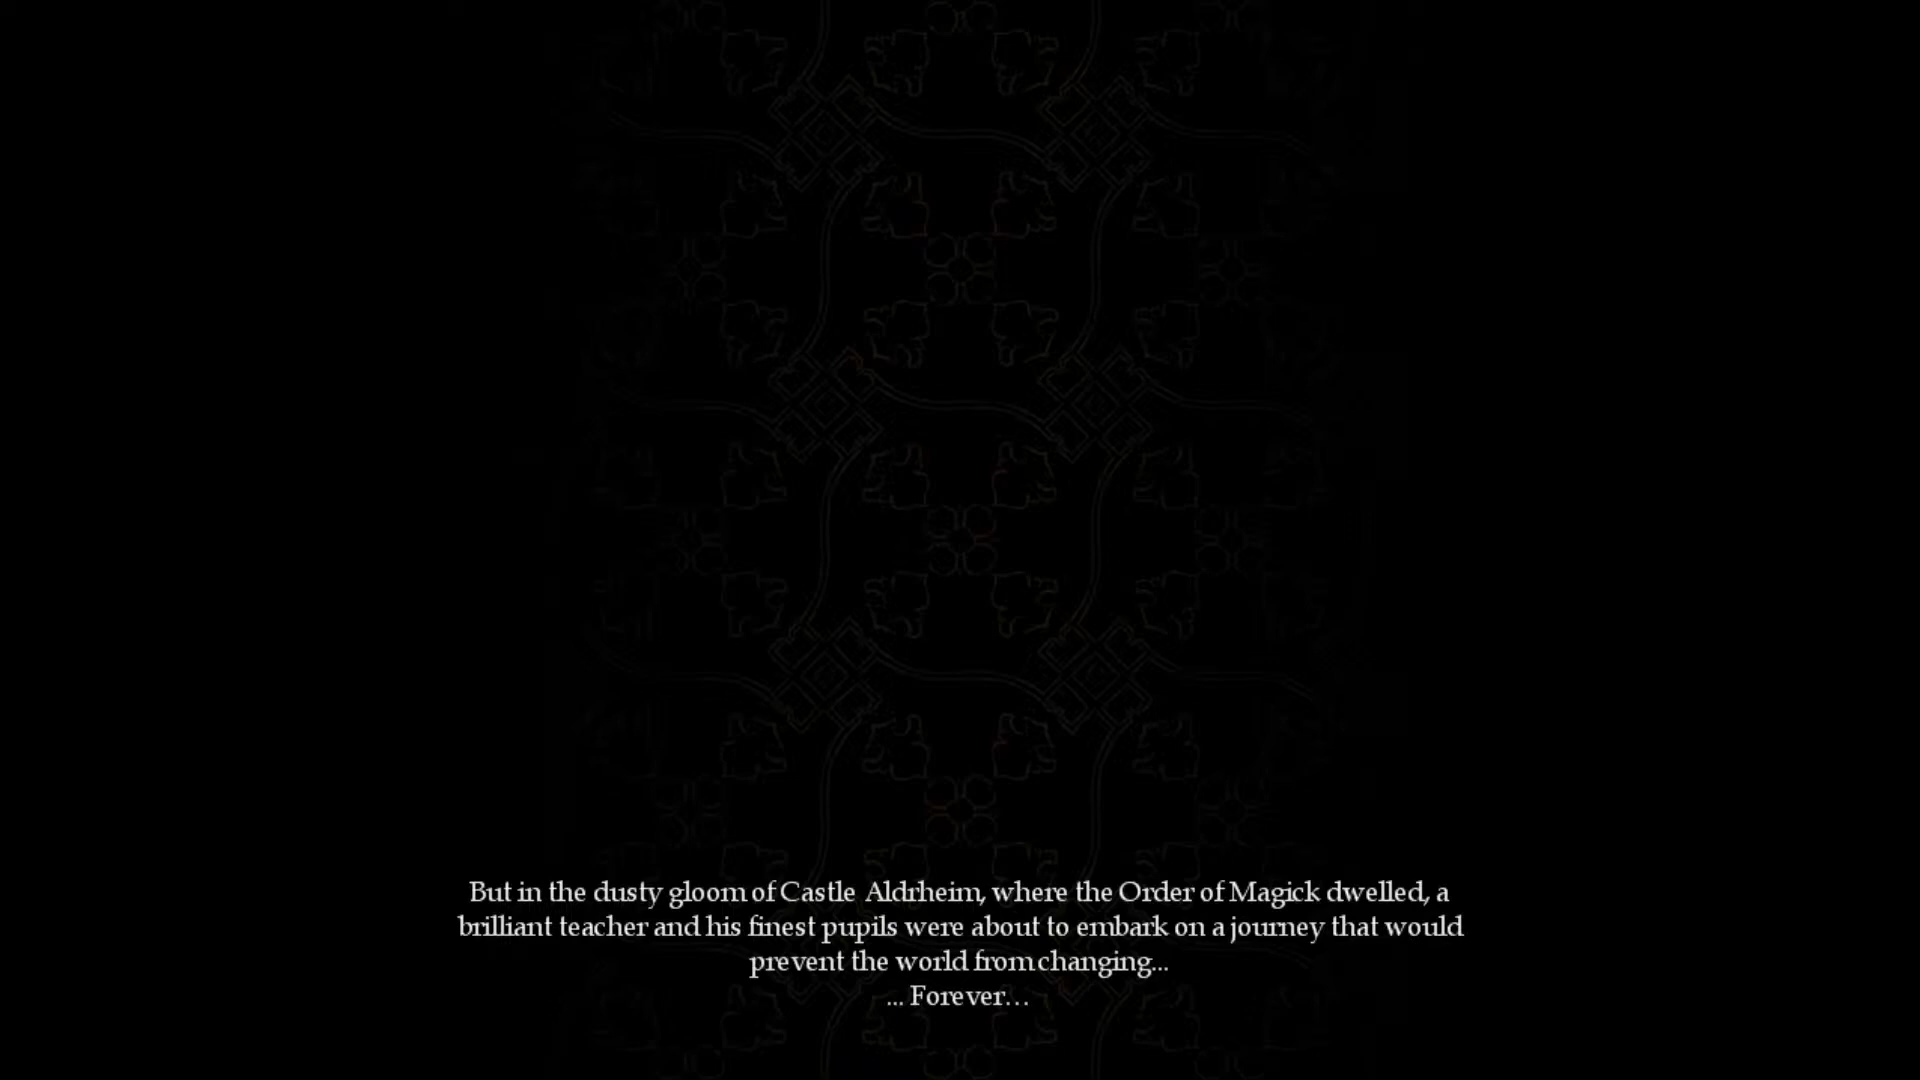 But in the dusty gloom of Castle Aldrheim, where the Order of Magick dwelled, a
brilliant teacher and his finest pupils were about to embark on a journey that would
prevent the world from changing...
... Forever...